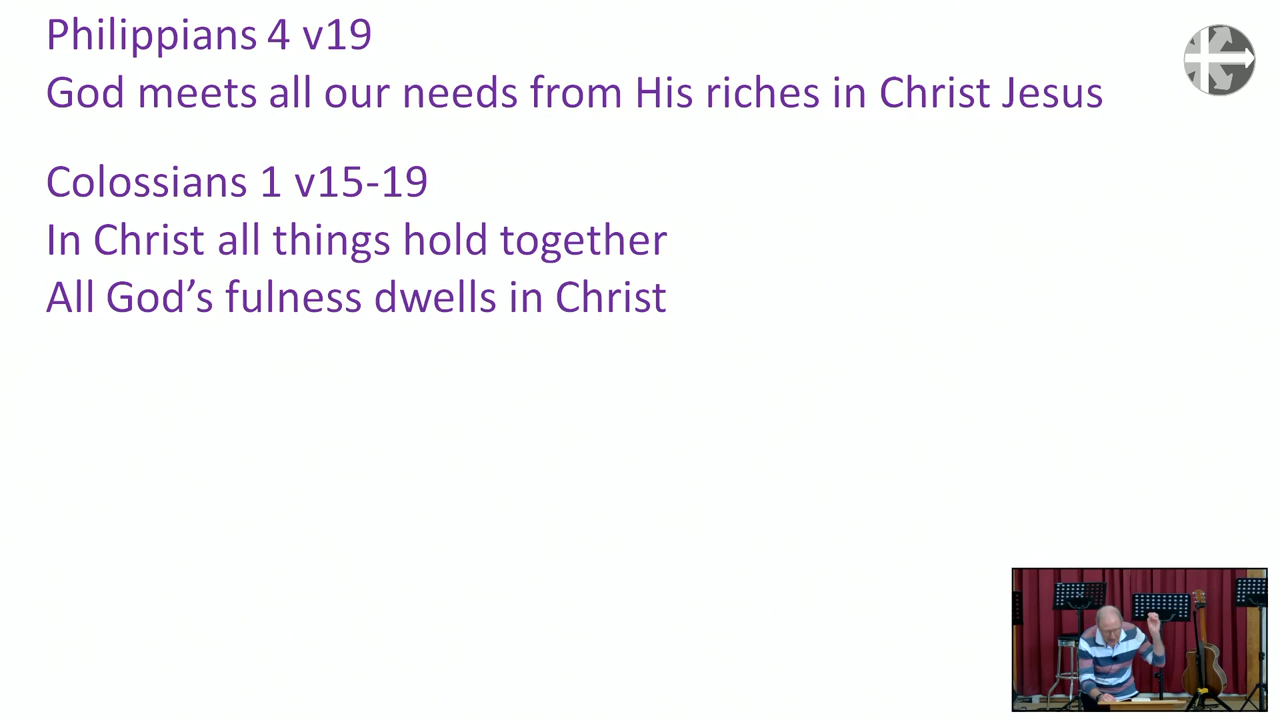 Philippians 4 v19
God meets all our needs from His riches in Christ Jesus
Colossians 1 v15-19
In Christ all things hold together
All God’s fulness dwells in Christ